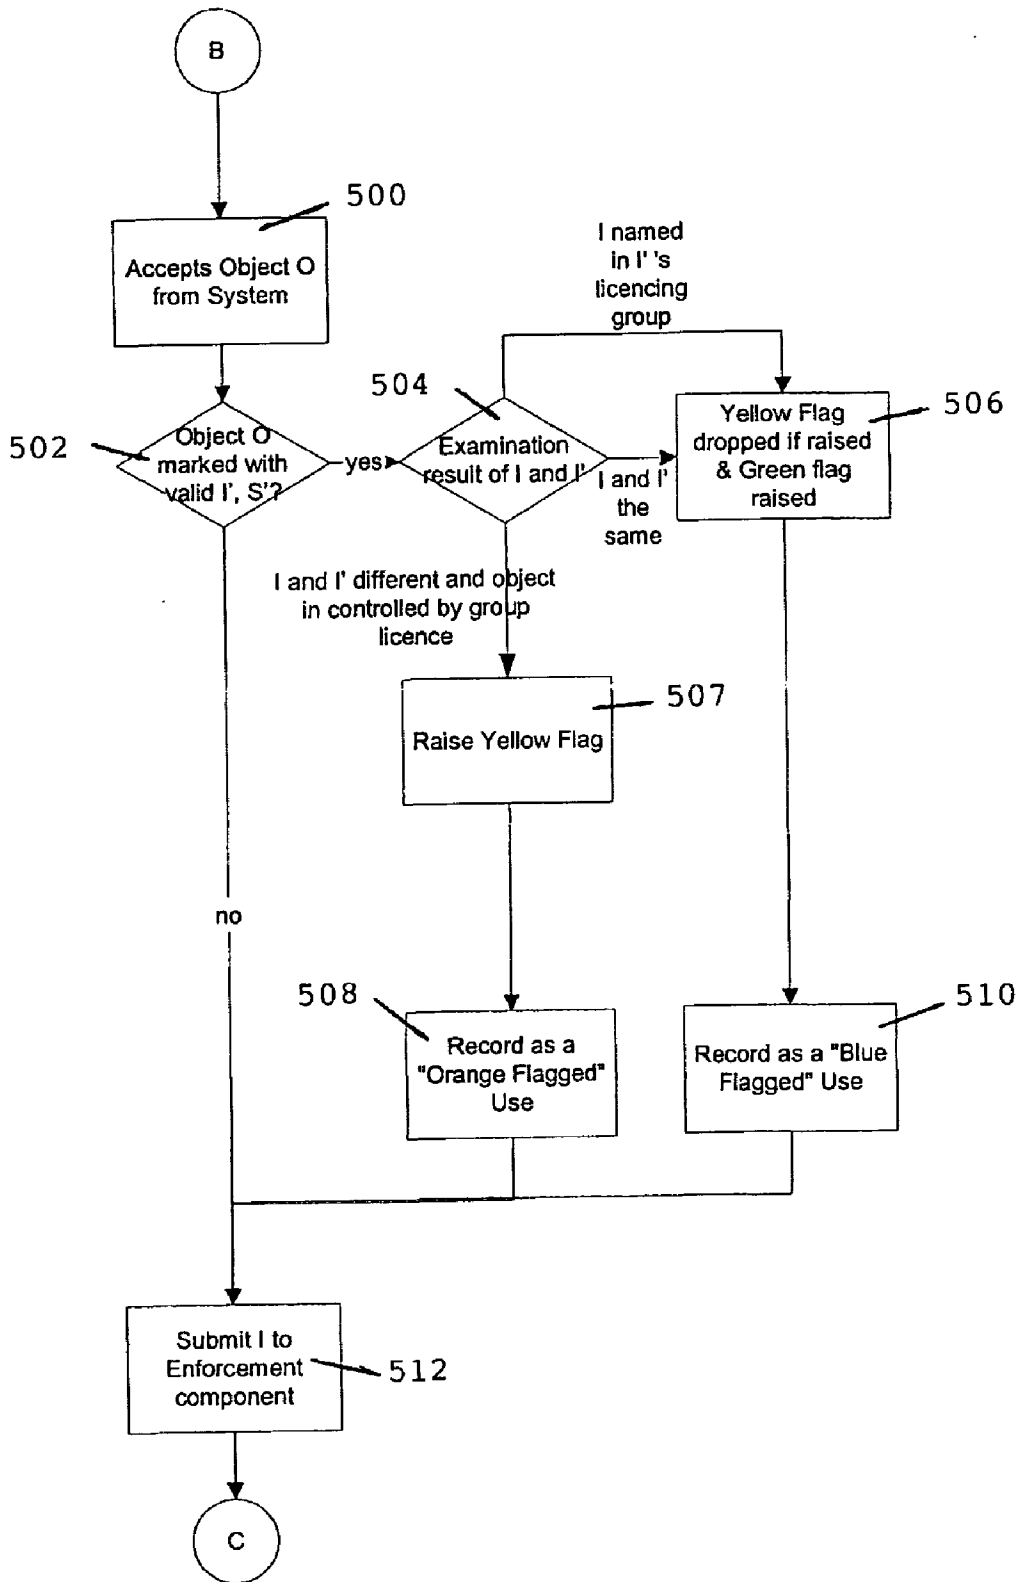 B
500
Accepts Object O
from System
I named
in I' 's
licencing
group
502
Object O
marked with
valid I', S'?
yes
504
Examination
result of I and I'
I and I'
the
same
506
Yellow Flag
dropped if raised
& Green flag
raised
I and I' different and object
in controlled by group
licence
507
Raise Yellow Flag
no
508
Record as a
"Orange Flagged"
Use
510
Record as a "Blue
Flagged" Use
Submit I to
Enforcement
component
512
C